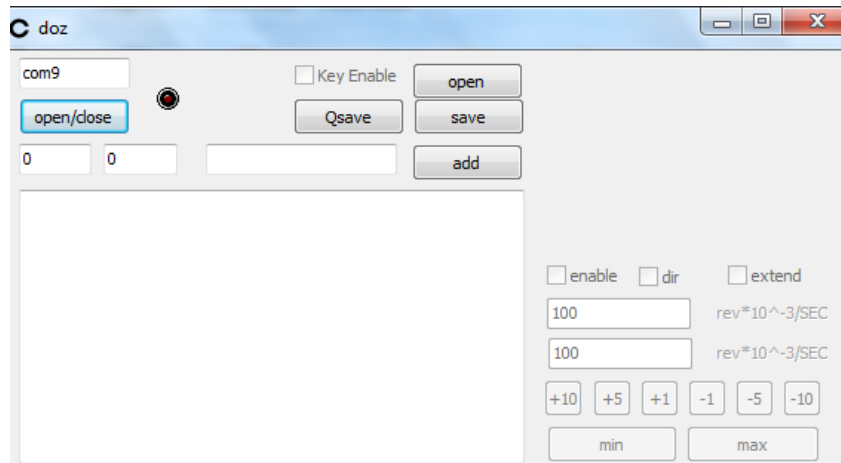 C doz
com9
Key Enable
open
open/close
Qsave
save
0
0
add
enable
dir
extend
100
rev*10^-3/SEC
100
rev*10^-3/SEC
+10
+5
+1
-1
-5
-10
min
max